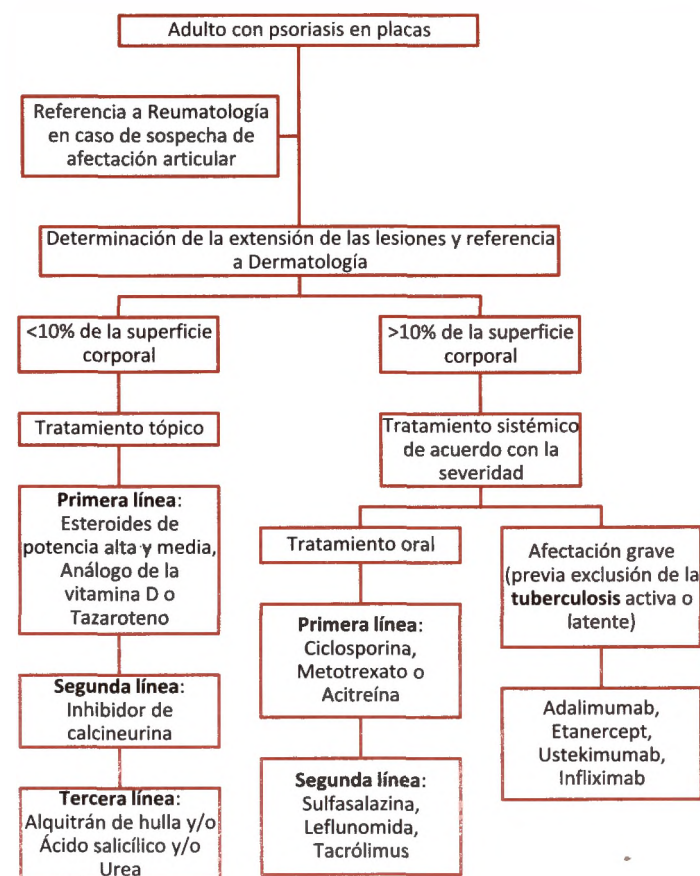 Adulto con psoriasis en placas
Referencia a Reumatología
en caso de sospecha de
afectación articular
Determinación de la extensión de las lesiones y referencia
a Dermatología
<10% de la superficie
corporal
Tratamiento tópico
Primera línea:
Esteroides de
potencia alta y media,
Análogo de la
vitamina D o
Tazaroteno
Segunda línea:
Inhibidor de
calcineurina
Tercera línea:
Alquitrán de hulla y/o
Ácido salicílico y/o
Urea
>10% de la superficie
corporal
Tratamiento sistémico
de acuerdo con la
severidad
Tratamiento oral
Primera línea:
Ciclosporina,
Metotrexato o
Acitreína
Segunda línea:
Sulfasalazina,
Leflunomida,
Tacrólimus
Afectación grave
(previa exclusión de la
tuberculosis activa o
latente)
Adalimumab,
Etanercept,
Ustekimumab,
Infliximab